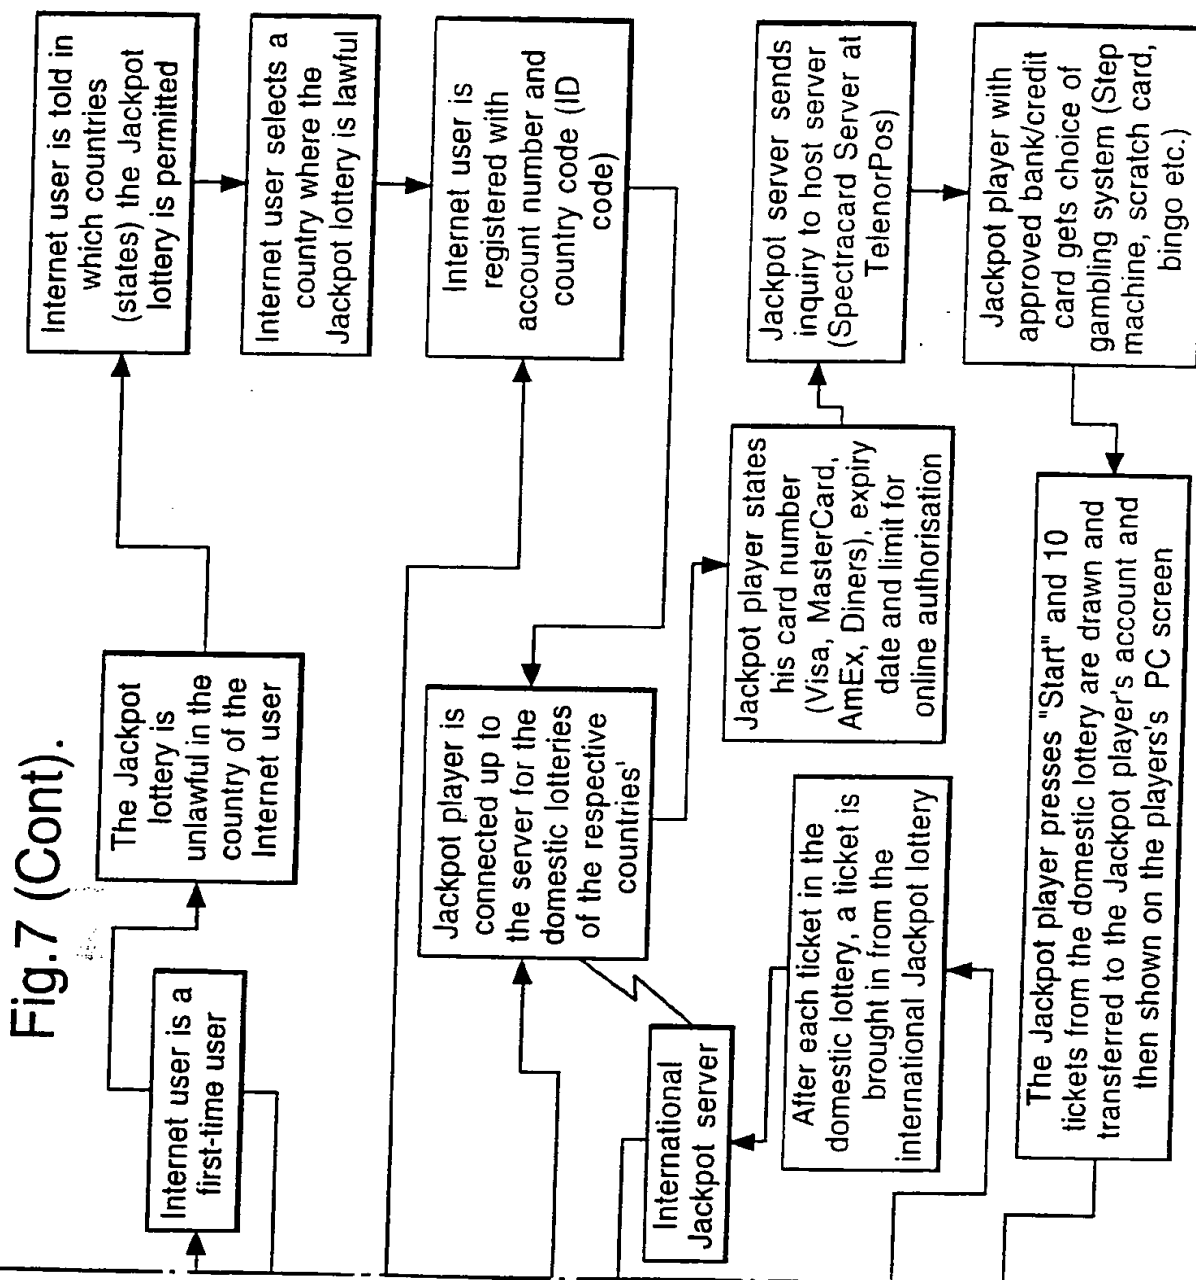 Fig.7 (Cont).
Internet user is a
first-time user
The Jackpot
lottery is
unlawful in the
country of the
Internet user
Internet user is told in
which countries
(states) the Jackpot
lottery is permitted
Internet user selects a
country where the
Jackpot lottery is lawful
Internet user is
registered with
account number and
country code (ID
code)
Jackpot player is
connected up to
the server for the
domestic lotteries
of the respective
countries'
International
Jackpot server
After each ticket in the
domestic lottery, a ticket is
brought in from the
international Jackpot lottery
Jackpot player states
his card number
(Visa, MasterCard,
AmEx, Diners), expiry
date and limit for
online authorisation
Jackpot server sends
inquiry to host server
(Spectracard Server at
TelenorPos)
Jackpot player with
approved bank/credit
card gets choice of
gambling system (Step
machine, scratch card,
bingo etc.)
The Jackpot player presses "Start" and 10
tickets from the domestic lottery are drawn and
transferred to the Jackpot player's account and
then shown on the players's PC screen